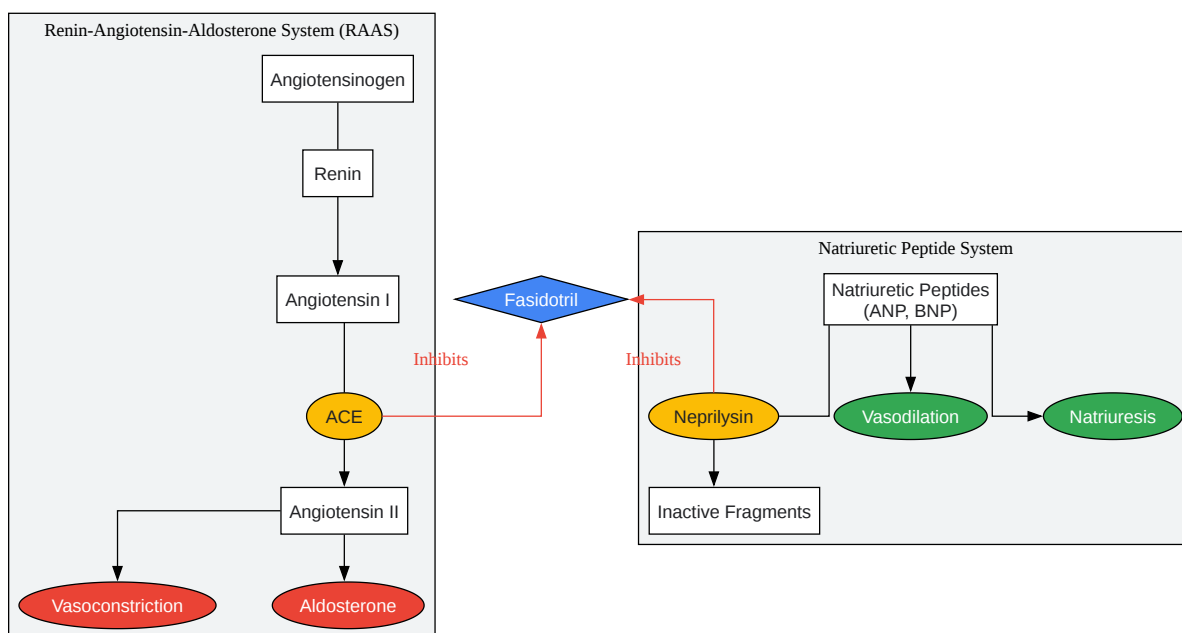 Renin-Angiotensin-Aldosterone System (RAAS)
Angiotensinogen
Renin
Angiotensin I
Inhibits
ACE
Angiotensin II
Vasoconstriction
Aldosterone
Fasidotril
Natriuretic Peptide System
Natriuretic Peptides
(ANP, BNP)
Inhibits
Neprilysin
Vasodilation
Natriuresis
Inactive Fragments